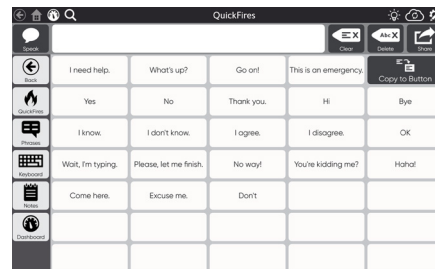 QuickFires
Speak
Clear
Abc
Delete
Share
Back
I need help.
What's up?
Go on!
This is an emergency.
Copy to Button
QuickFires
Yes
No
Thank you.
Hi
Bye
Phrases
I know.
I don't know.
I agree.
I disagree.
OK
Keyboard
Wait, I'm typing.
Please, let me finish.
No way!
You're kidding me?
Haha!
Notes
Come here.
Excuse me.
Don't
Dashboard